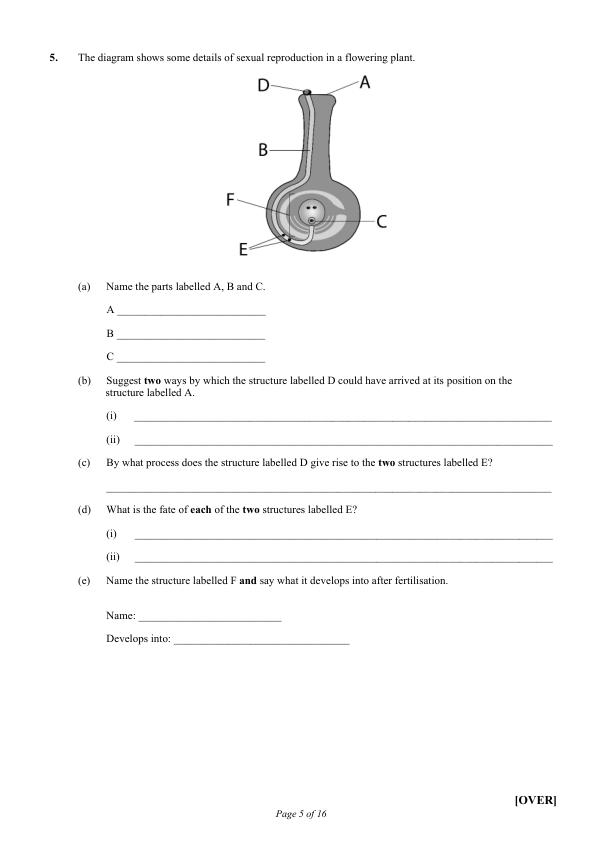 5. The diagram shows some details of sexual reproduction in a flowering plant.
D
A
B
F
C
E
(a) Name the parts labelled A, B and C.
A ___________________________
B ___________________________
C ___________________________
(b) Suggest two ways by which the structure labelled D could have arrived at its position on the
structure labelled A.
(i) ___________________________
(ii) ___________________________
(c) By what process does the structure labelled D give rise to the two structures labelled E?
(d) What is the fate of each of the two structures labelled E?
(i) ___________________________
(ii) ___________________________
(e) Name the structure labelled F and say what it develops into after fertilisation.
Name: __________________________
Develops into: ________________________________
[OVER]
Page 5 of 16